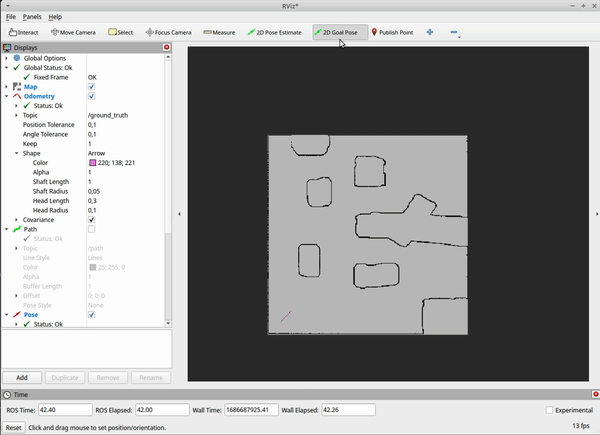 RViz*
File Panels Help
Interact Move Camera Select Focus Camera Measure 2D Pose Estimate 2D Goal Pose Publish Point
Displays
Global Options
Global Status: Ok
Fixed Frame OK
Map
Odometry
Status: Ok
Topic /ground_truth
Position Tolerance 0,1
Angle Tolerance 0,1
Keep 1
Shape Arrow
Color 220; 138; 221
Alpha 1
Shaft Length 1
Shaft Radius 0,05
Head Length 0,3
Head Radius 0,1
Covariance
Path
Status: Ok
Topic /path
Line Style Lines
Color 25; 255; 0
Alpha 1
Buffer Length 1
Offset 0; 0; 0
Pose Style None
Pose
Status: Ok
Add Duplicate Remove Rename
Time
ROS Time: 42.40 ROS Elapsed: 42.00 Wall Time: 1686687925.41 Wall Elapsed: 42.26 Experimental
Reset Click and drag mouse to set position/orientation. 13 fps